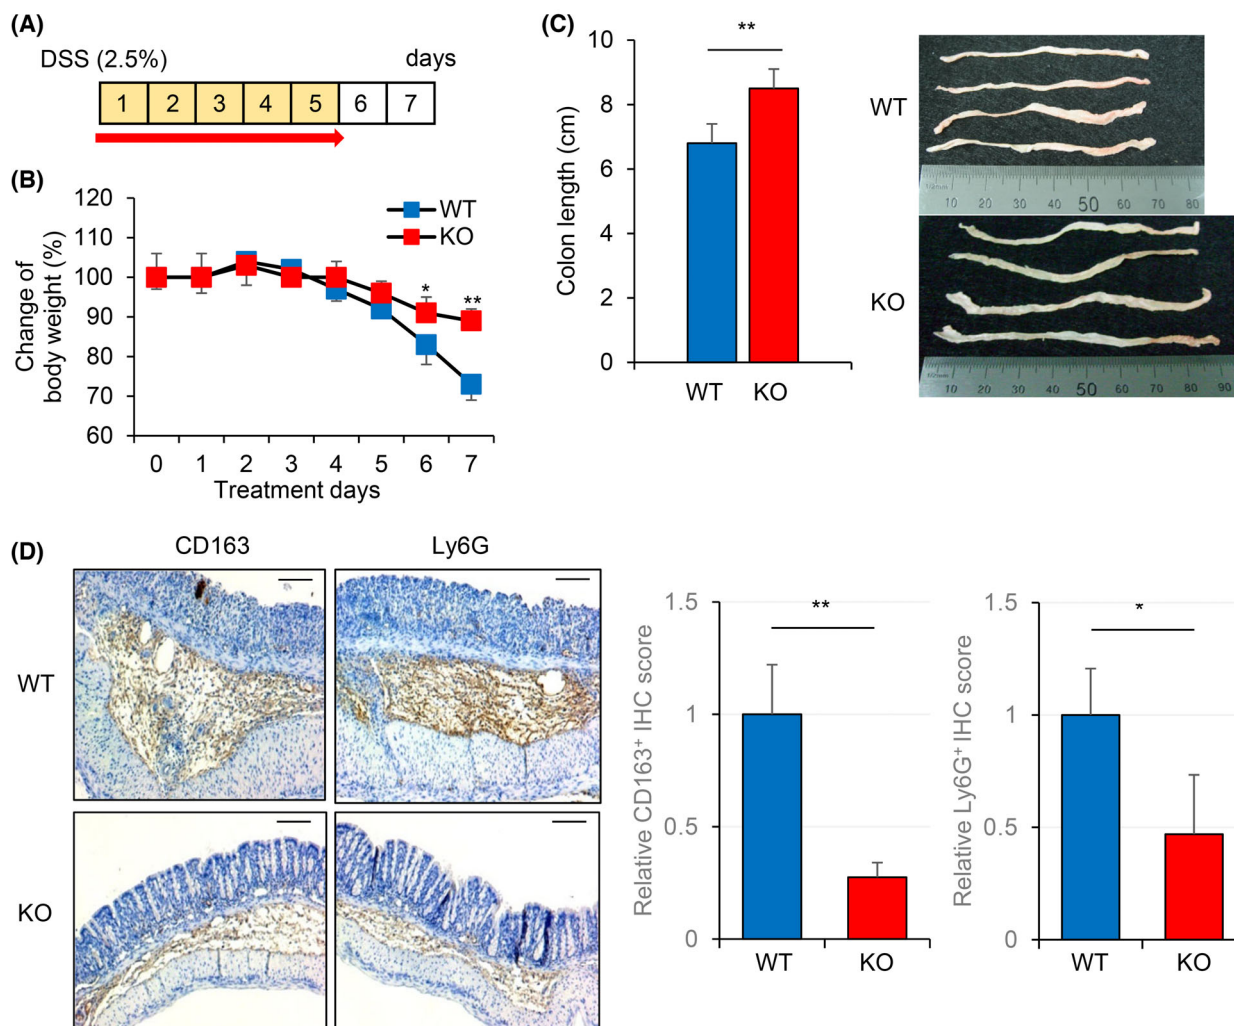 (A)
DSS (2.5%) days
1 2 3 4 5 6 7
(B)
120
110
100
90
80
70
60
Change of
body weight (%)
WT
KO
*
**
0 1 2 3 4 5 6 7
Treatment days
(C)
10
8
6
4
2
0
Colon length (cm)
**
WT KO
WT
10 20 30 40 50 60 70 80
KO
10 20 30 40 50 60 70 80 90
(D)
CD163 Ly6G
WT
KO
1.5
1
0.5
0
Relative CD163+ IHC score
**
WT KO
1.5
1
0.5
0
Relative Ly6G+ IHC score
*
WT KO